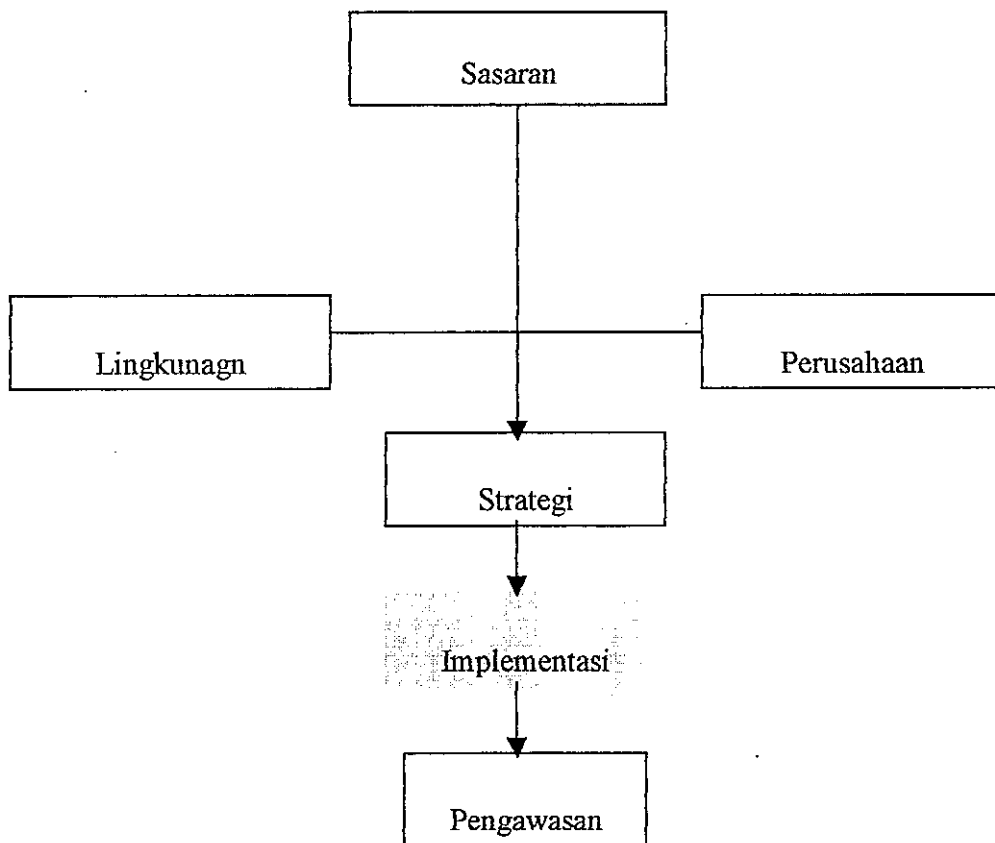 Sasaran
Lingkunagn
Perusahaan
Strategi
Implementasi
Pengawasan